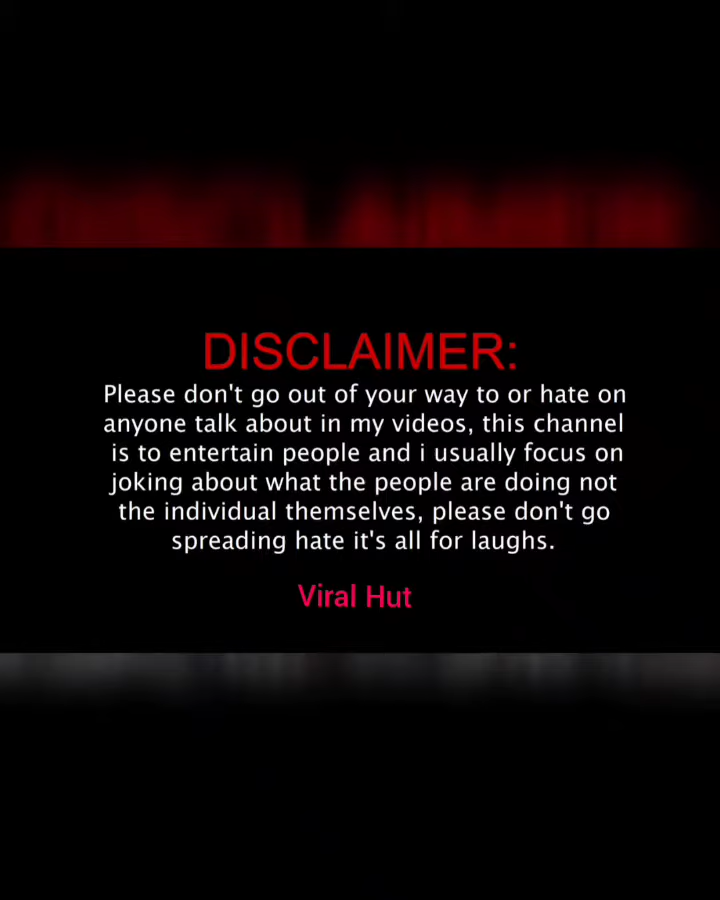 DISCLAIMER:
Please don't go out of your way to or hate on
anyone talk about in my videos, this channel
is to entertain people and i usually focus on
joking about what the people are doing not
the individual themselves, please don't go
spreading hate it's all for laughs.
Viral Hut